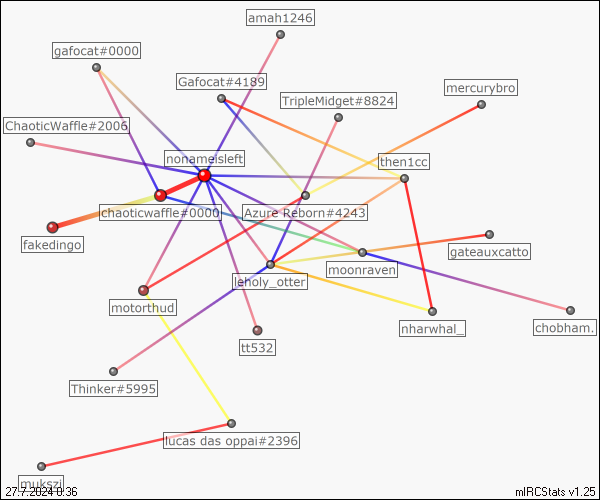 amah1246
gafocat#0000
Gafocat#4189
mercurybro
TripleMidget#8824
ChaoticWaffle#2006
nonameisleft
then1cc
chaoticwaffle#0000
Azure Reborn#4243
fakedingo
gateauxcatto
moonraven
leholy_otter
motorthud
nharwhal_
chobham.
tt532
Thinker#5995
lucas das oppai#2396
mukszi
27.7.2024 0:36
mIRCStats v1.25